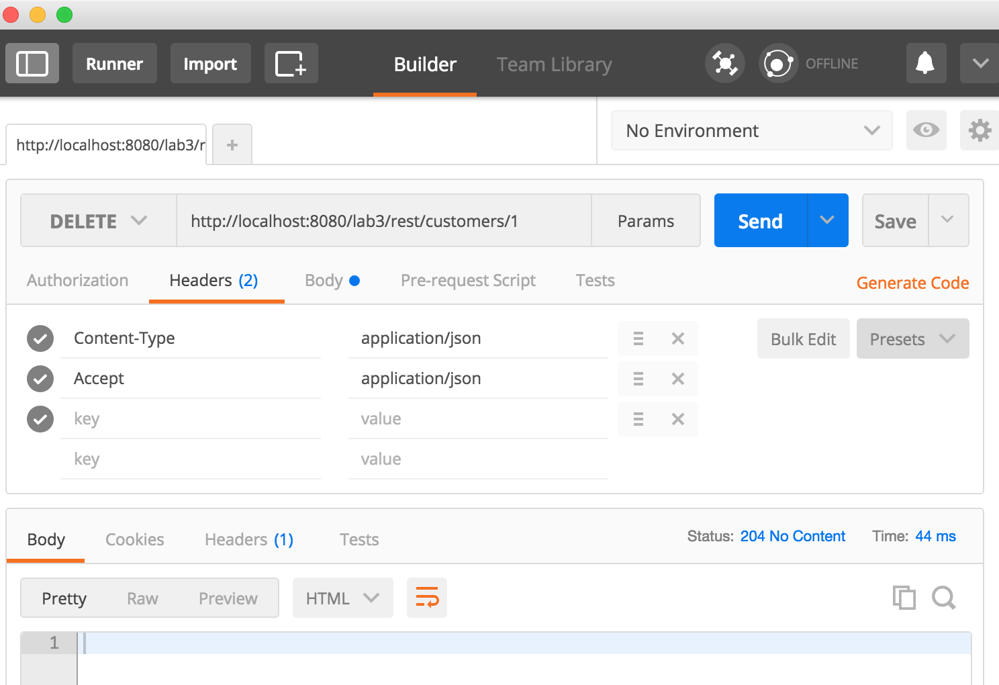 Runner Import Builder Team Library OFFLINE
http://localhost:8080/lab3/r + No Environment
DELETE http://localhost:8080/lab3/rest/customers/1 Params Send Save
Authorization Headers (2) Body Pre-request Script Tests Generate Code
Content-Type application/json Bulk Edit Presets
Accept application/json
key value
key value
Body Cookies Headers (1) Tests Status: 204 No Content Time: 44 ms
Pretty Raw Preview HTML
1